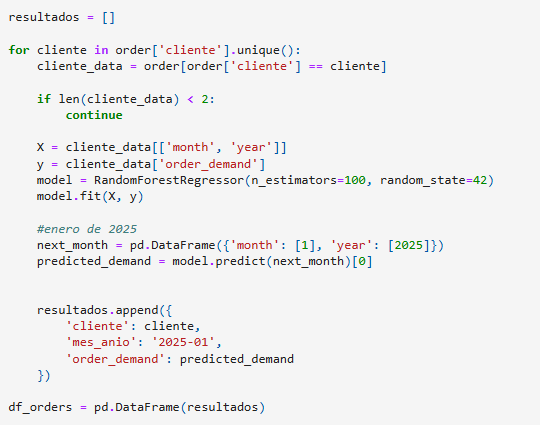 resultados = []
for cliente in order['cliente'].unique():
    cliente_data = order[order['cliente'] == cliente]
    if len(cliente_data) < 2:
        continue
    X = cliente_data[['month', 'year']]
    y = cliente_data['order_demand']
    model = RandomForestRegressor(n_estimators=100, random_state=42)
    model.fit(X, y)
    #enero de 2025
    next_month = pd.DataFrame({'month': [1], 'year': [2025]})
    predicted_demand = model.predict(next_month)[0]
    resultados.append({
        'cliente': cliente,
        'mes_anio': '2025-01',
        'order_demand': predicted_demand
    })
df_orders = pd.DataFrame(resultados)